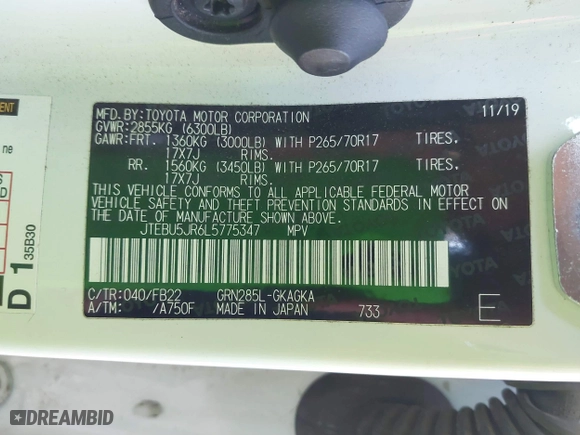 MFD.BY:TOYOTA MOTOR CORPORATION 11/19
GVWR:2855KG (6300LB)
GAWR:FRT. 1360KG (3000LB) WITH P265/70R17 TIRES.
17X7J RIMS.
RR. 1560KG (3450LB) WITH P265/70R17 TIRES.
17X7J RIMS.
THIS VEHICLE CONFORMS TO ALL APPLICABLE FEDERAL MOTOR
VEHICLE SAFETY AND THEFT PREVENTION STANDARDS IN EFFECT ON
THE DATE OF MANUFACTURE SHOWN ABOVE.
JTEBU5JR6L5775347 MPV
C/TR:040/FB22 GRN285L-GKAGKA
A/TM: /A750F MADE IN JAPAN 733 E
ne
D 1 35B30
TOYOTA
DREAMBID